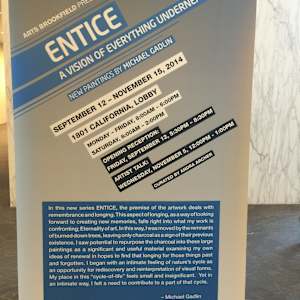 ARTS BROOKFIELD PRE
ENTICE
A VISION OF EVERYTHING UNDERNE
NEW PAINTINGS BY MICHAEL GADLIN
SEPTEMBER 12 – NOVEMBER 15, 2014
1801 CALIFORNIA, LOBBY
MONDAY - FRIDAY, 6:00AM - 6:00PM
SATURDAY, 6:00AM - 2:00PM
OPENING RECEPTION:
FRIDAY, SEPTEMBER 12, 5:30PM - 8:30PM
ARTIST TALK:
WEDNESDAY, NOVEMBER 5, 12:00PM - 1:00PM
CURATED BY
In this new series ENTICE, the premise of the artwork deals with
remembrance and longing. This aspect of longing, as a way of looking
forward to creating new memories, falls right into what my work is
confronting; Eternality of art. In this way, I was moved by the remnants
of burned down trees, leaving only charcoal as a sign of their previous
existence. I saw potential to repurpose the charcoal into these large
paintings as a significant and useful material examining my own
ideas of renewal in hopes to find that longing for those things past
and forgotten. I began with an intimate feeling of nature's cycle as
an opportunity for rediscovery and reinterpretation of visual forms.
My place in this "cycle-of-life" feels small and insignificant. Yet in
an intimate way, I felt a need to contribute to that part of that cycle.
~ Michael Gadlin